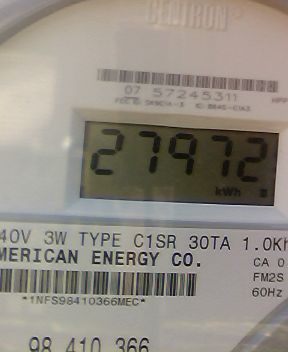 CENTRON®
07 57245311
27972
kWh
40V 3W TYPE C1SR 30TA 1.0Kh
MERICAN ENERGY CO.
CA 0.
FM2S
60Hz
*1NFS98410366MEC*
98 410 366